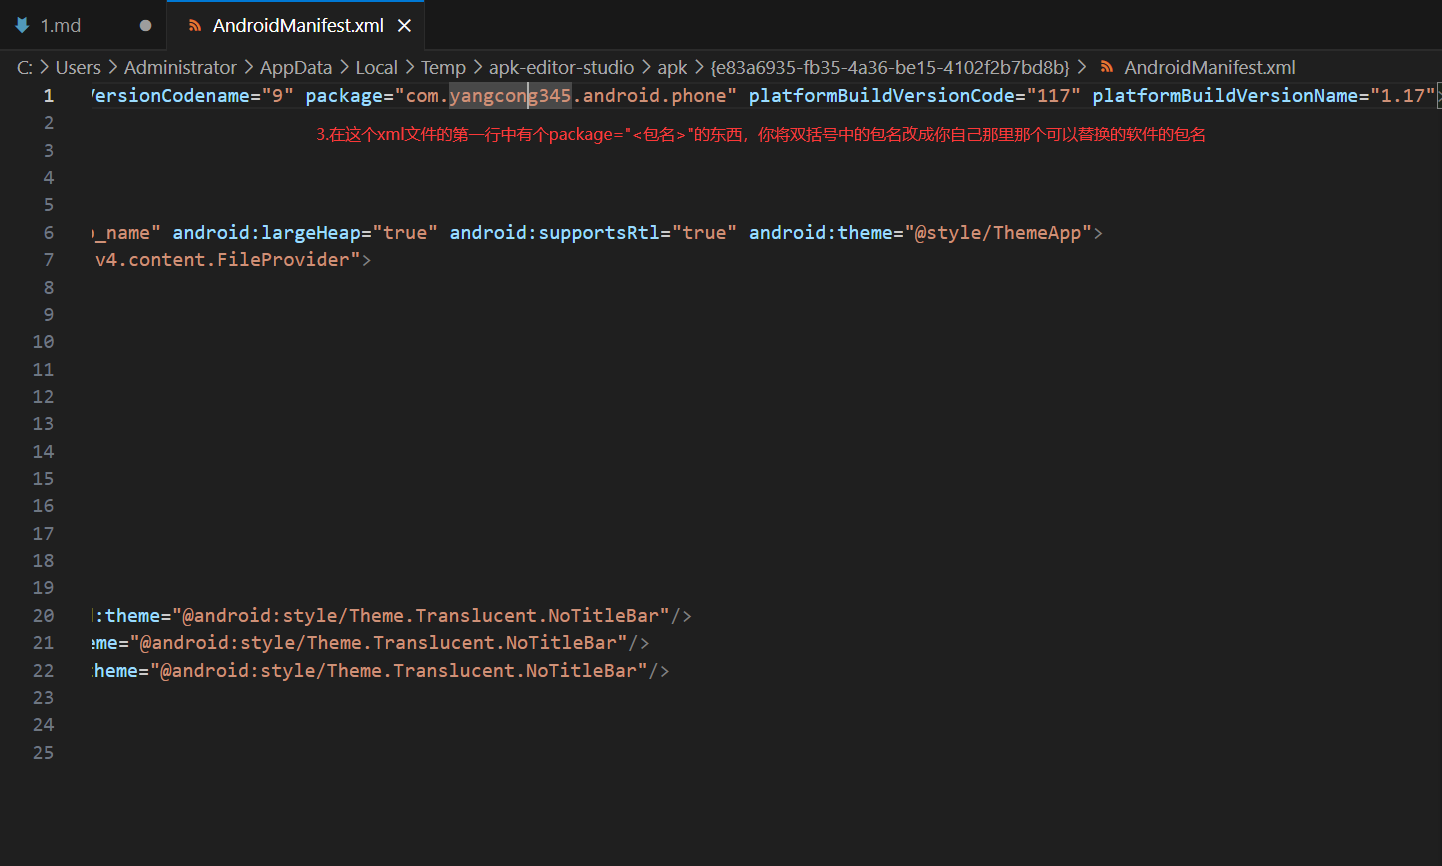 1.md
AndroidManifest.xml
C: > Users > Administrator > AppData > Local > Temp > apk-editor-studio > apk > {e83a6935-fb35-4a36-be15-4102f2b7bd8b} > AndroidManifest.xml
1 VersionCodename="9" package="com.yangcong345.android.phone" platformBuildVersionCode="117" platformBuildVersionName="1.17">
2
3.在这个xml文件的第一行中有个package="<包名>"的东西，你将双括号中的包名改成你自己那里那个可以替换的软件的包名
3
4
5
6 _name" android:largeHeap="true" android:supportsRtl="true" android:theme="@style/ThemeApp">
7 v4.content.FileProvider">
8
9
10
11
12
13
14
15
16
17
18
19
20 :theme="@android:style/Theme.Translucent.NoTitleBar"/>
21 eme="@android:style/Theme.Translucent.NoTitleBar"/>
22 heme="@android:style/Theme.Translucent.NoTitleBar"/>
23
24
25